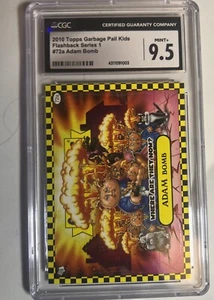 CGC
CERTIFIED GUARANTY COMPANY
2010 Topps Garbage Pail Kids
Flashback Series 1
#72a Adam Bomb
MINT+
9.5
WHERE ARE THEY NOW?
ADAM BOMB